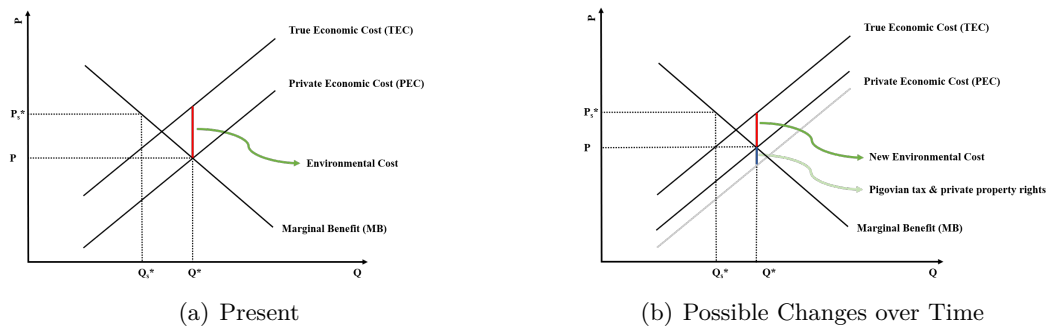 P
True Economic Cost (TEC)
Private Economic Cost (PEC)
Ps*
P
Environmental Cost
Marginal Benefit (MB)
Qs*
Q*
Q
(a) Present
P
True Economic Cost (TEC)
Private Economic Cost (PEC)
Ps*
P
New Environmental Cost
Pigovian tax & private property rights
Marginal Benefit (MB)
Qs*
Q*
Q
(b) Possible Changes over Time